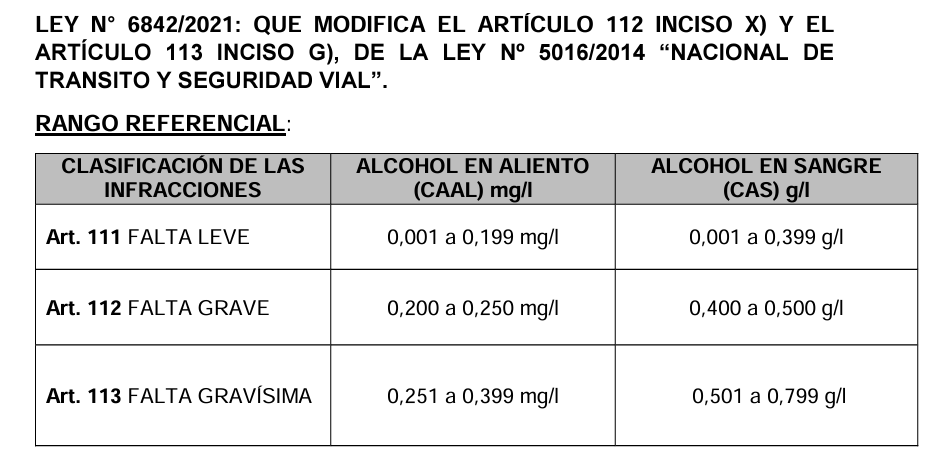 LEY N° 6842/2021: QUE MODIFICA EL ARTÍCULO 112 INCISO X) Y EL
ARTÍCULO 113 INCISO G), DE LA LEY Nº 5016/2014 “NACIONAL DE
TRANSITO Y SEGURIDAD VIAL”.
RANGO REFERENCIAL:
CLASIFICACIÓN DE LAS
INFRACCIONES
ALCOHOL EN ALIENTO
(CAAL) mg/l
ALCOHOL EN SANGRE
(CAS) g/l
Art. 111 FALTA LEVE
0,001 a 0,199 mg/l
0,001 a 0,399 g/l
Art. 112 FALTA GRAVE
0,200 a 0,250 mg/l
0,400 a 0,500 g/l
Art. 113 FALTA GRAVÍSIMA
0,251 a 0,399 mg/l
0,501 a 0,799 g/l